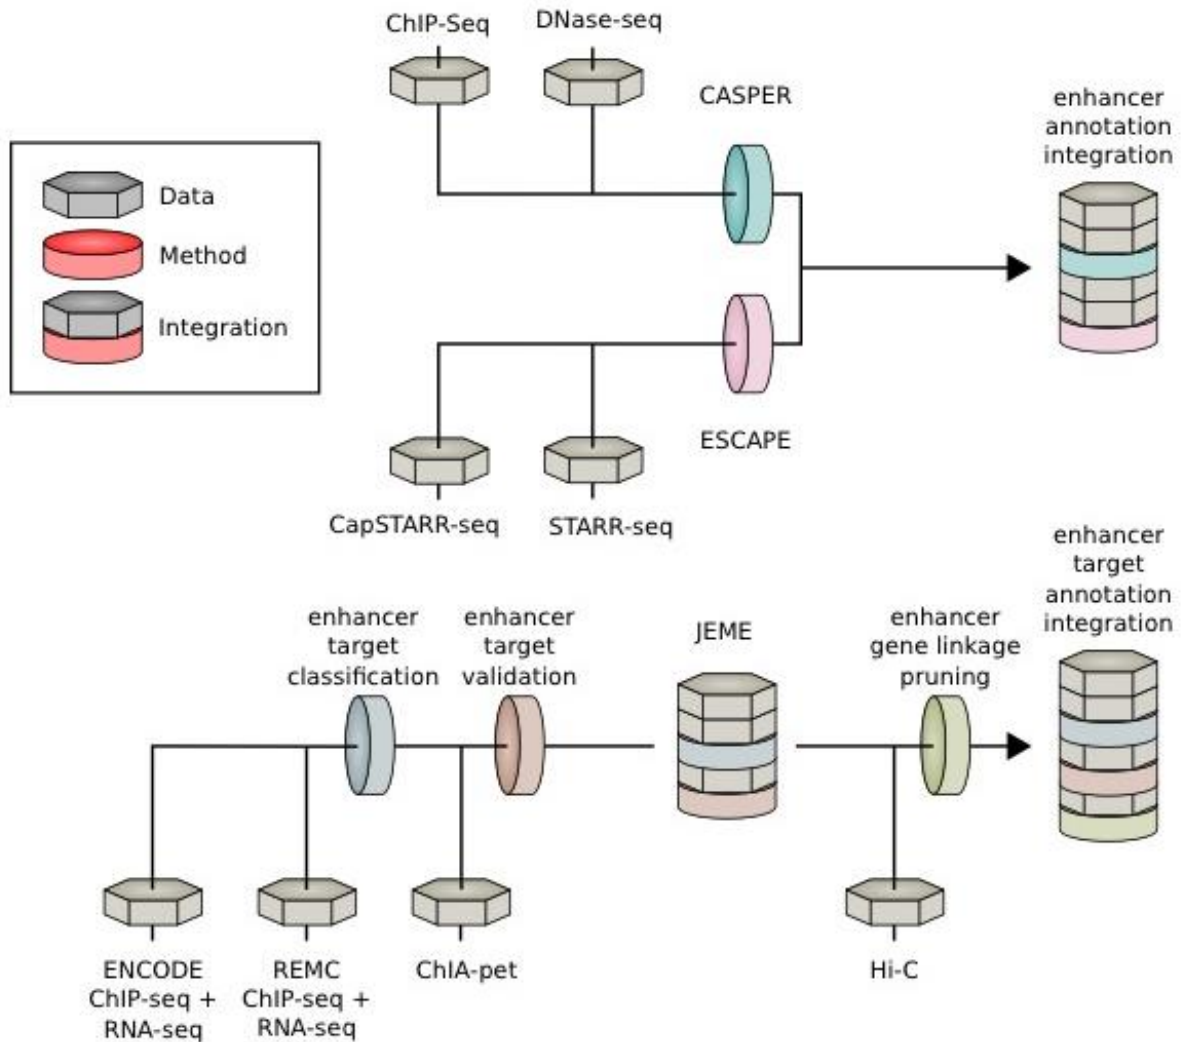 ChIP-Seq
DNase-seq
CASPER
enhancer
annotation
integration
Data
Method
Integration
ESCAPE
CapSTARR-seq
STARR-seq
enhancer
target
classification
enhancer
target
validation
JEME
enhancer
gene linkage
pruning
enhancer
target
annotation
integration
ENCODE
ChIP-seq +
RNA-seq
REMC
ChIP-seq +
RNA-seq
ChIA-pet
Hi-C